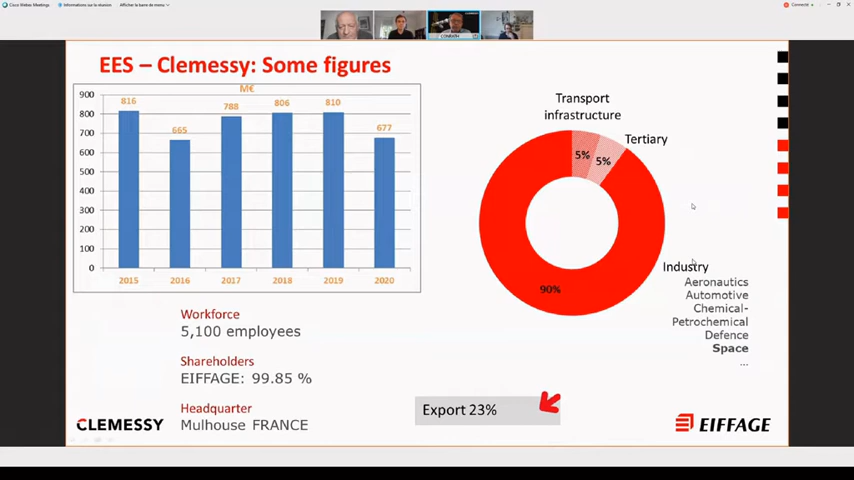 Cisco Webex Meetings
Informations sur la réunion
Afficher la barre de menu
Connecté
EES – Clemessy: Some figures
M€
900
800
700
600
500
400
300
200
100
0
816
665
788
806
810
677
2015
2016
2017
2018
2019
2020
Transport
infrastructure
Tertiary
5%
5%
90%
Industry
Aeronautics
Automotive
Chemical-
Petrochemical
Defence
Space
...
Workforce
5,100 employees
Shareholders
EIFFAGE: 99.85 %
Headquarter
Mulhouse FRANCE
Export 23%
CLEMESSY
EIFFAGE